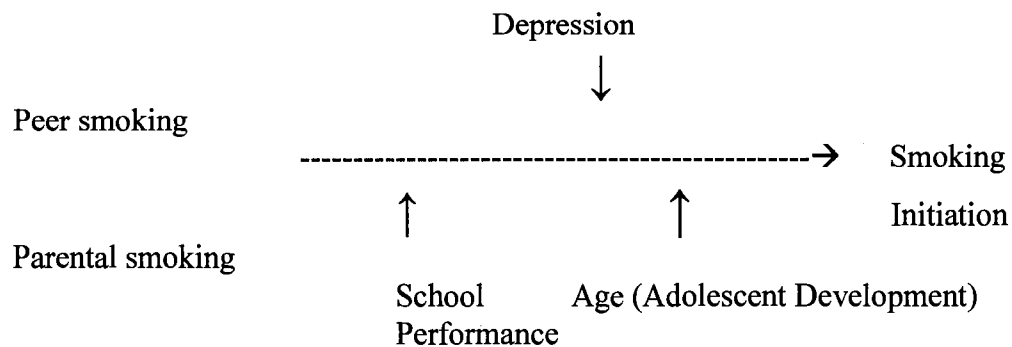 Depression
Peer smoking
Smoking
Initiation
Parental smoking
School
Performance
Age (Adolescent Development)